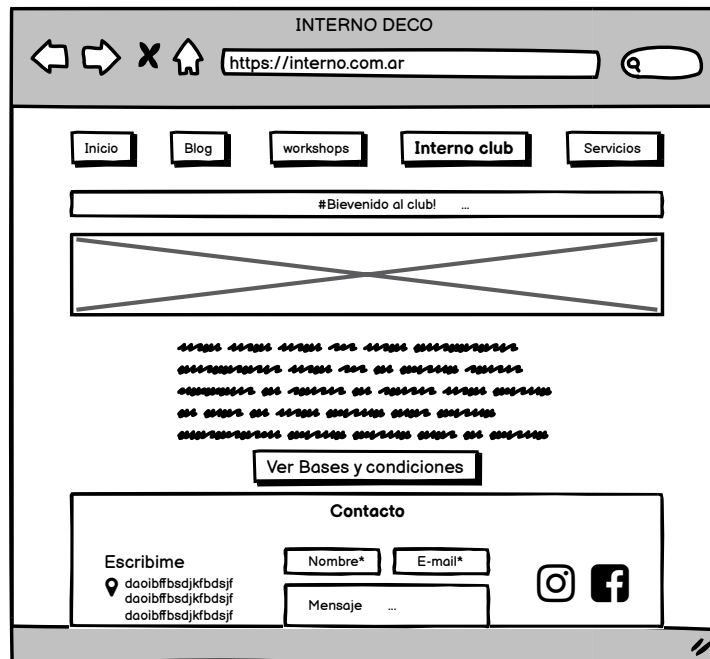 INTERNO DECO
https://interno.com.ar
Inicio Blog workshops Interno club Servicios
#Bievenido al club! ...
Ver Bases y condiciones
Contacto
Escribime
daoibffbsdjkfbdsjf
daoibffbsdjkfbdsjf
daoibffbsdjkfbdsjf
Nombre* E-mail*
Mensaje ...